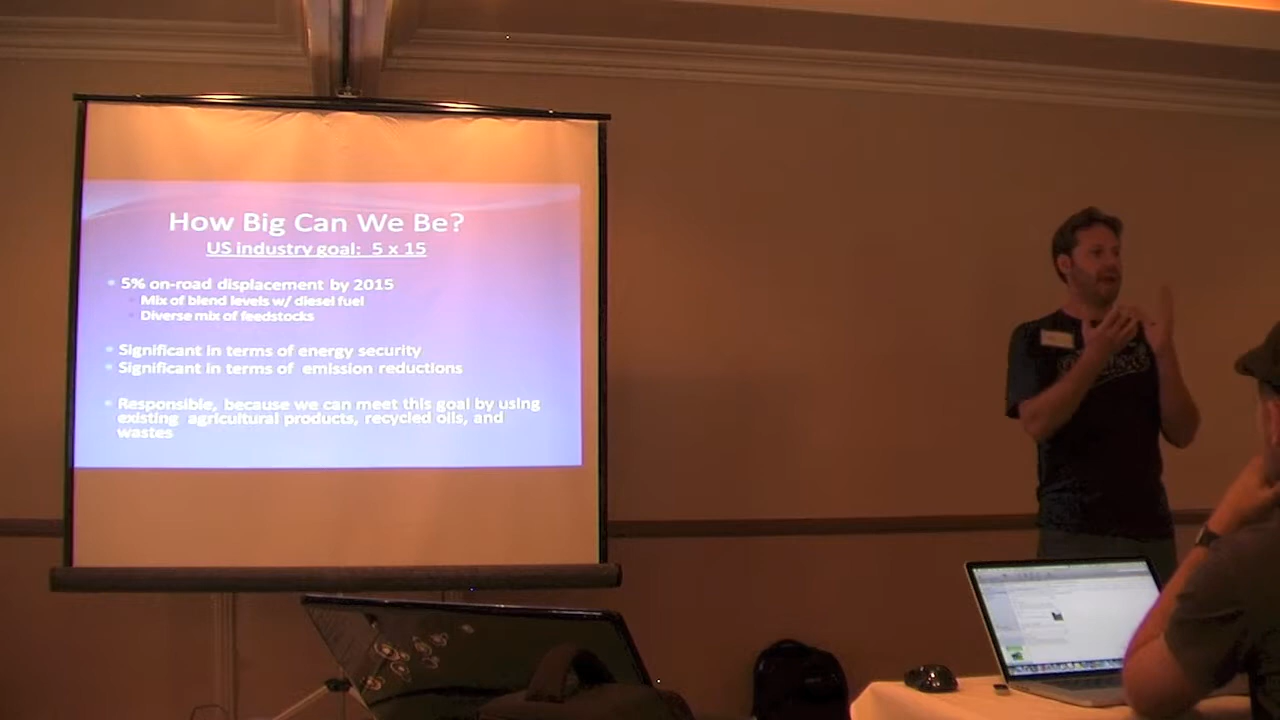 How Big Can We Be?
US industry goal: 5 x 15
5% on-road displacement by 2015
Mix of blend levels w/ diesel fuel
Diverse mix of feedstocks
Significant in terms of energy security
Significant in terms of emission reductions
Responsible, because we can meet this goal by using
existing agricultural products, recycled oils, and
wastes